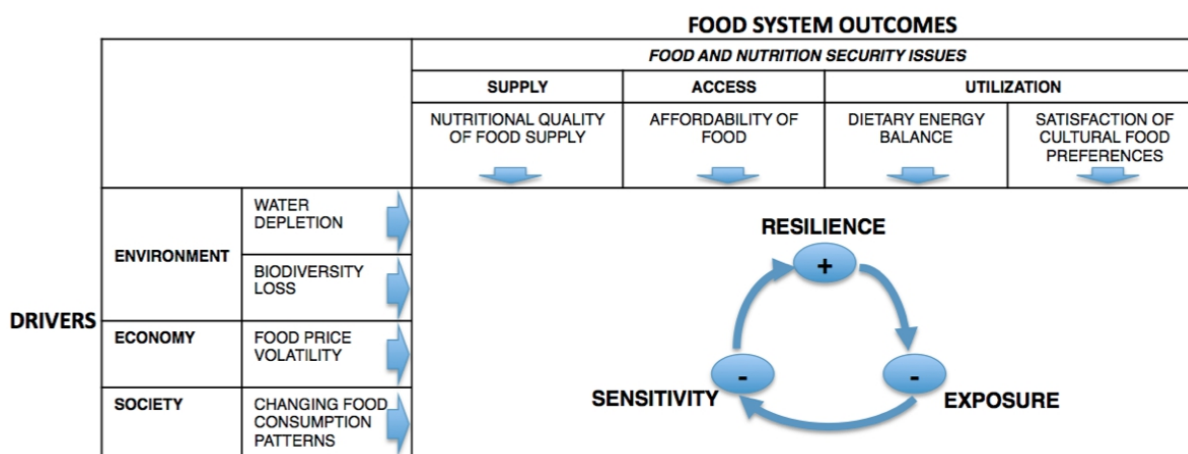 FOOD SYSTEM OUTCOMES
FOOD AND NUTRITION SECURITY ISSUES
SUPPLY
ACCESS
UTILIZATION
NUTRITIONAL QUALITY
OF FOOD SUPPLY
AFFORDABILITY OF
FOOD
DIETARY ENERGY
BALANCE
SATISFACTION OF
CULTURAL FOOD
PREFERENCES
DRIVERS
ENVIRONMENT
WATER
DEPLETION
BIODIVERSITY
LOSS
ECONOMY
FOOD PRICE
VOLATILITY
SOCIETY
CHANGING FOOD
CONSUMPTION
PATTERNS
RESILIENCE
+
-
SENSITIVITY
-
EXPOSURE